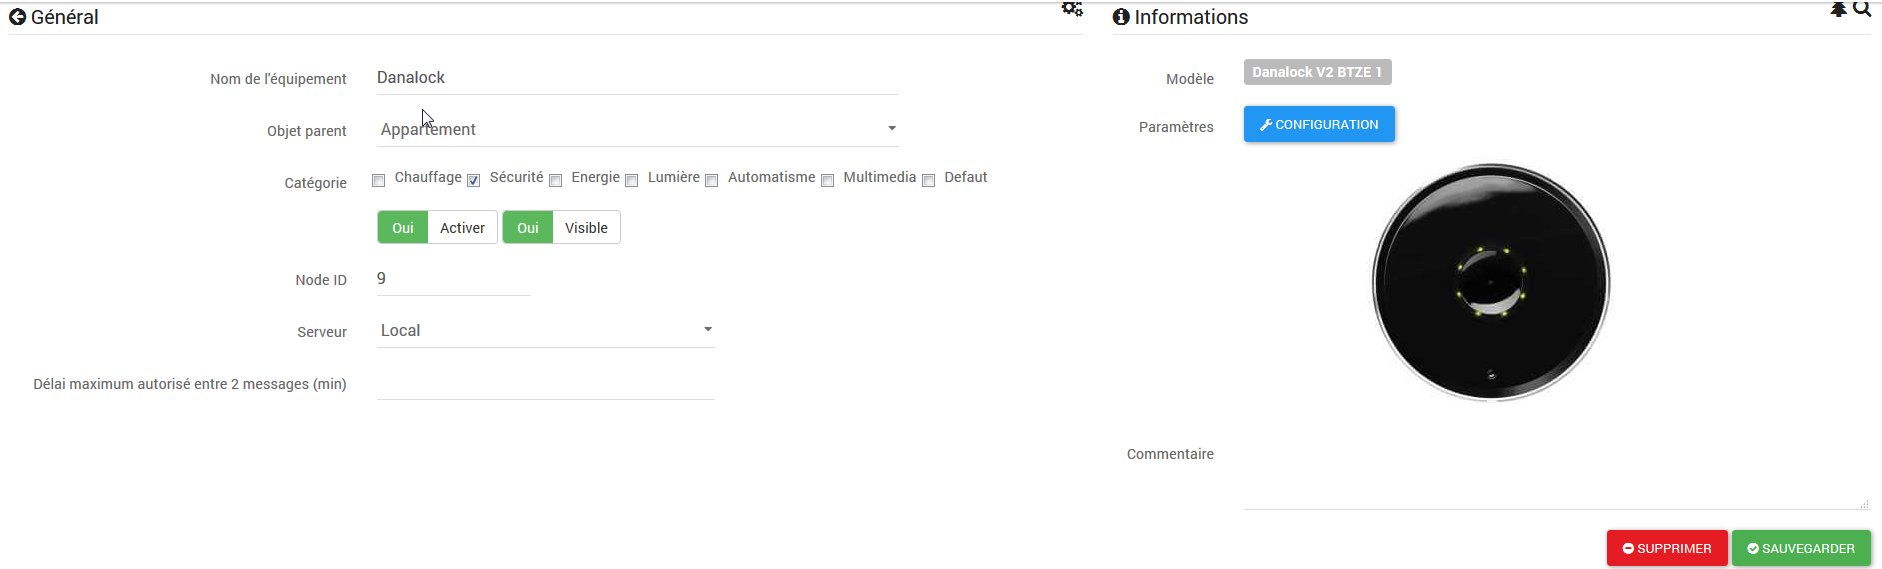 Général
Nom de l'équipement Danalock
Objet parent Appartement
Catégorie Chauffage Sécurité Energie Lumière Automatisme Multimedia Defaut
Oui Activer Oui Visible
Node ID 9
Serveur Local
Délai maximum autorisé entre 2 messages (min)
Informations
Modèle Danalock V2 BTZE 1
Paramètres CONFIGURATION
Commentaire
SUPPRIMER SAUVEGARDER